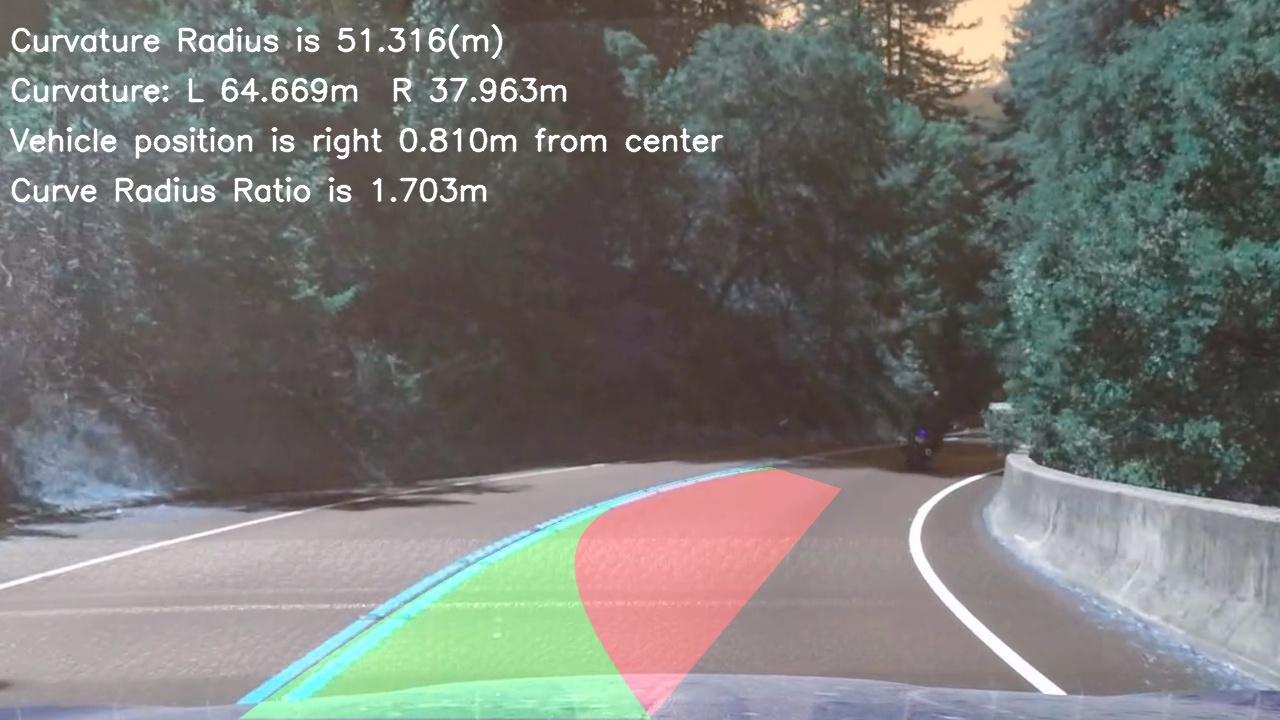 Curvature Radius is 51.316(m)
Curvature: L 64.669m R 37.963m
Vehicle position is right 0.810m from center
Curve Radius Ratio is 1.703m